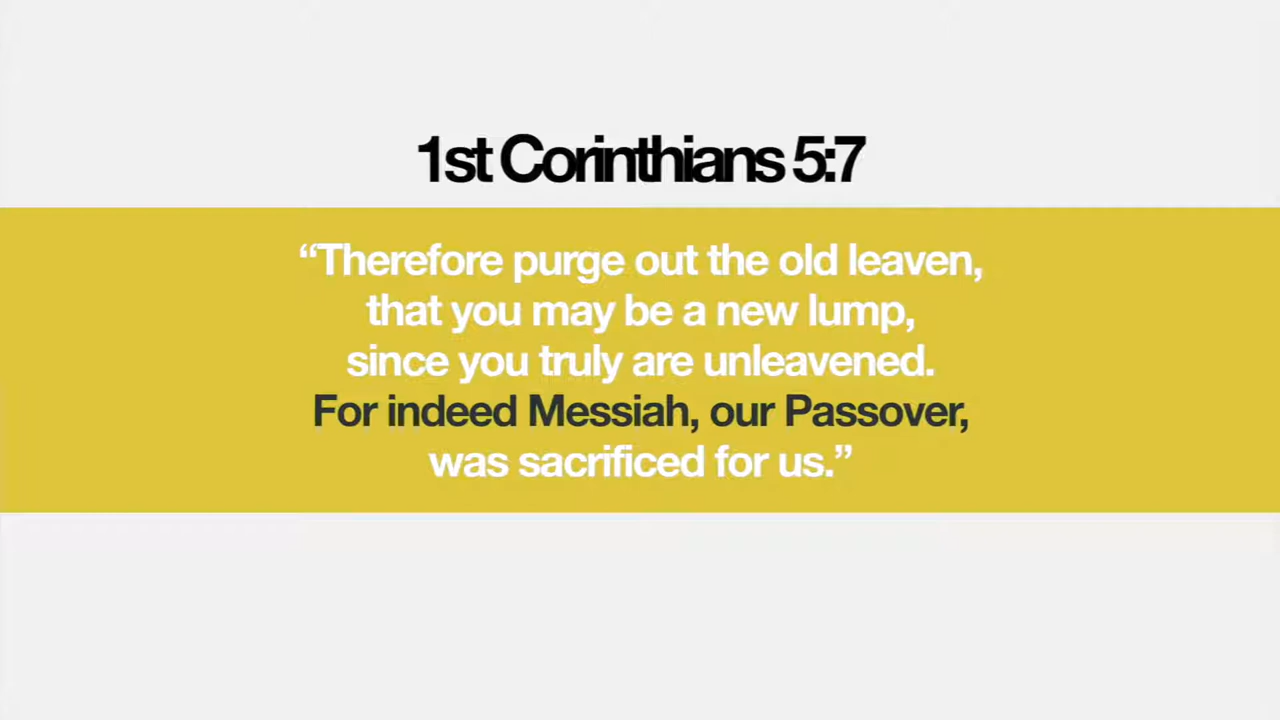 1st Corinthians 5:7
“Therefore purge out the old leaven,
that you may be a new lump,
since you truly are unleavened.
For indeed Messiah, our Passover,
was sacrificed for us.”